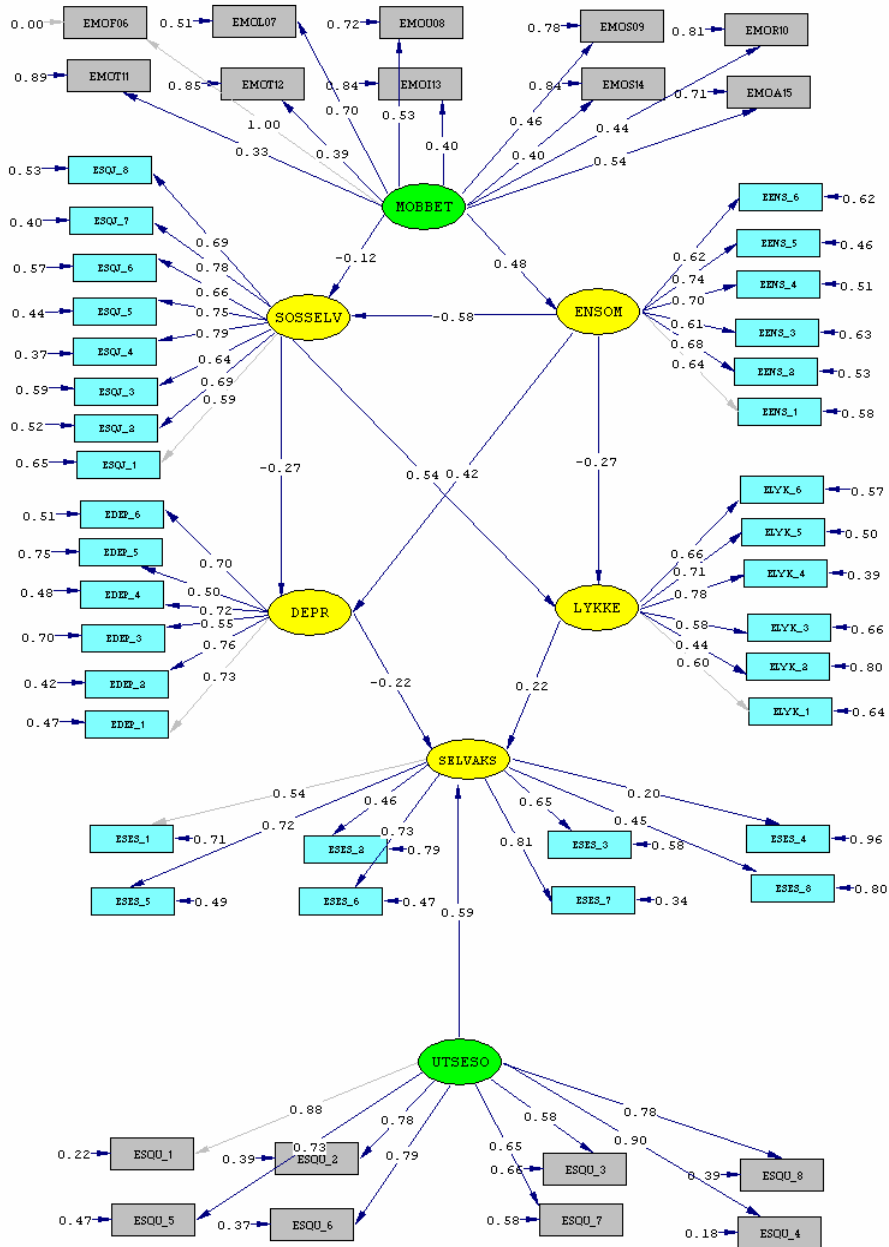 0.00 EMOF06 0.51 EMOL07 0.72 EMOU08 0.78 EMOS09 0.81 EMOR10
0.89 EMOT11 0.85 EMOT12 0.84 EMOI13 0.84 EMOS14 0.71 EMOA15
1.00 0.70 0.53 0.46 0.44
0.33 0.39 0.40 0.40 0.54
MOBBET
0.53 ESQJ_8
0.40 ESQJ_7
0.57 ESQJ_6
0.44 ESQJ_5
0.37 ESQJ_4
0.59 ESQJ_3
0.52 ESQJ_2
0.65 ESQJ_1
0.69
0.78
0.66
0.75
0.79
0.64
0.69
0.59
-0.12 0.48
SOSSELV -0.58 ENSOM
EENS_6 0.62
EENS_5 0.46
EENS_4 0.51
EENS_3 0.63
EENS_2 0.53
EENS_1 0.58
0.62
0.74
0.70
0.61
0.68
0.64
-0.27 0.54 0.42 -0.27
0.51 EDEP_6
0.75 EDEP_5
0.48 EDEP_4
0.70 EDEP_3
0.42 EDEP_2
0.47 EDEP_1
0.70
0.50
0.72
0.55
0.76
0.73
DEPR LYKKE
ELYK_6 0.57
ELYK_5 0.50
ELYK_4 0.39
ELYK_3 0.66
ELYK_2 0.80
ELYK_1 0.64
0.66
0.71
0.78
0.58
0.44
0.60
-0.22 0.22
SELVAKS
0.54 0.46 0.65 0.20
0.72 0.73 0.81 0.45
ESES_1 0.71 ESES_2 0.79 ESES_3 0.58 ESES_4 0.96
ESES_5 0.49 ESES_6 0.47 ESES_7 0.34 ESES_8 0.80
0.59
UTSESO
0.88 0.78 0.58 0.78
0.73 0.79 0.65 0.90
0.22 ESQU_1 0.39 ESQU_2 0.66 ESQU_3 0.39 ESQU_8
0.47 ESQU_5 0.37 ESQU_6 0.58 ESQU_7 0.18 ESQU_4